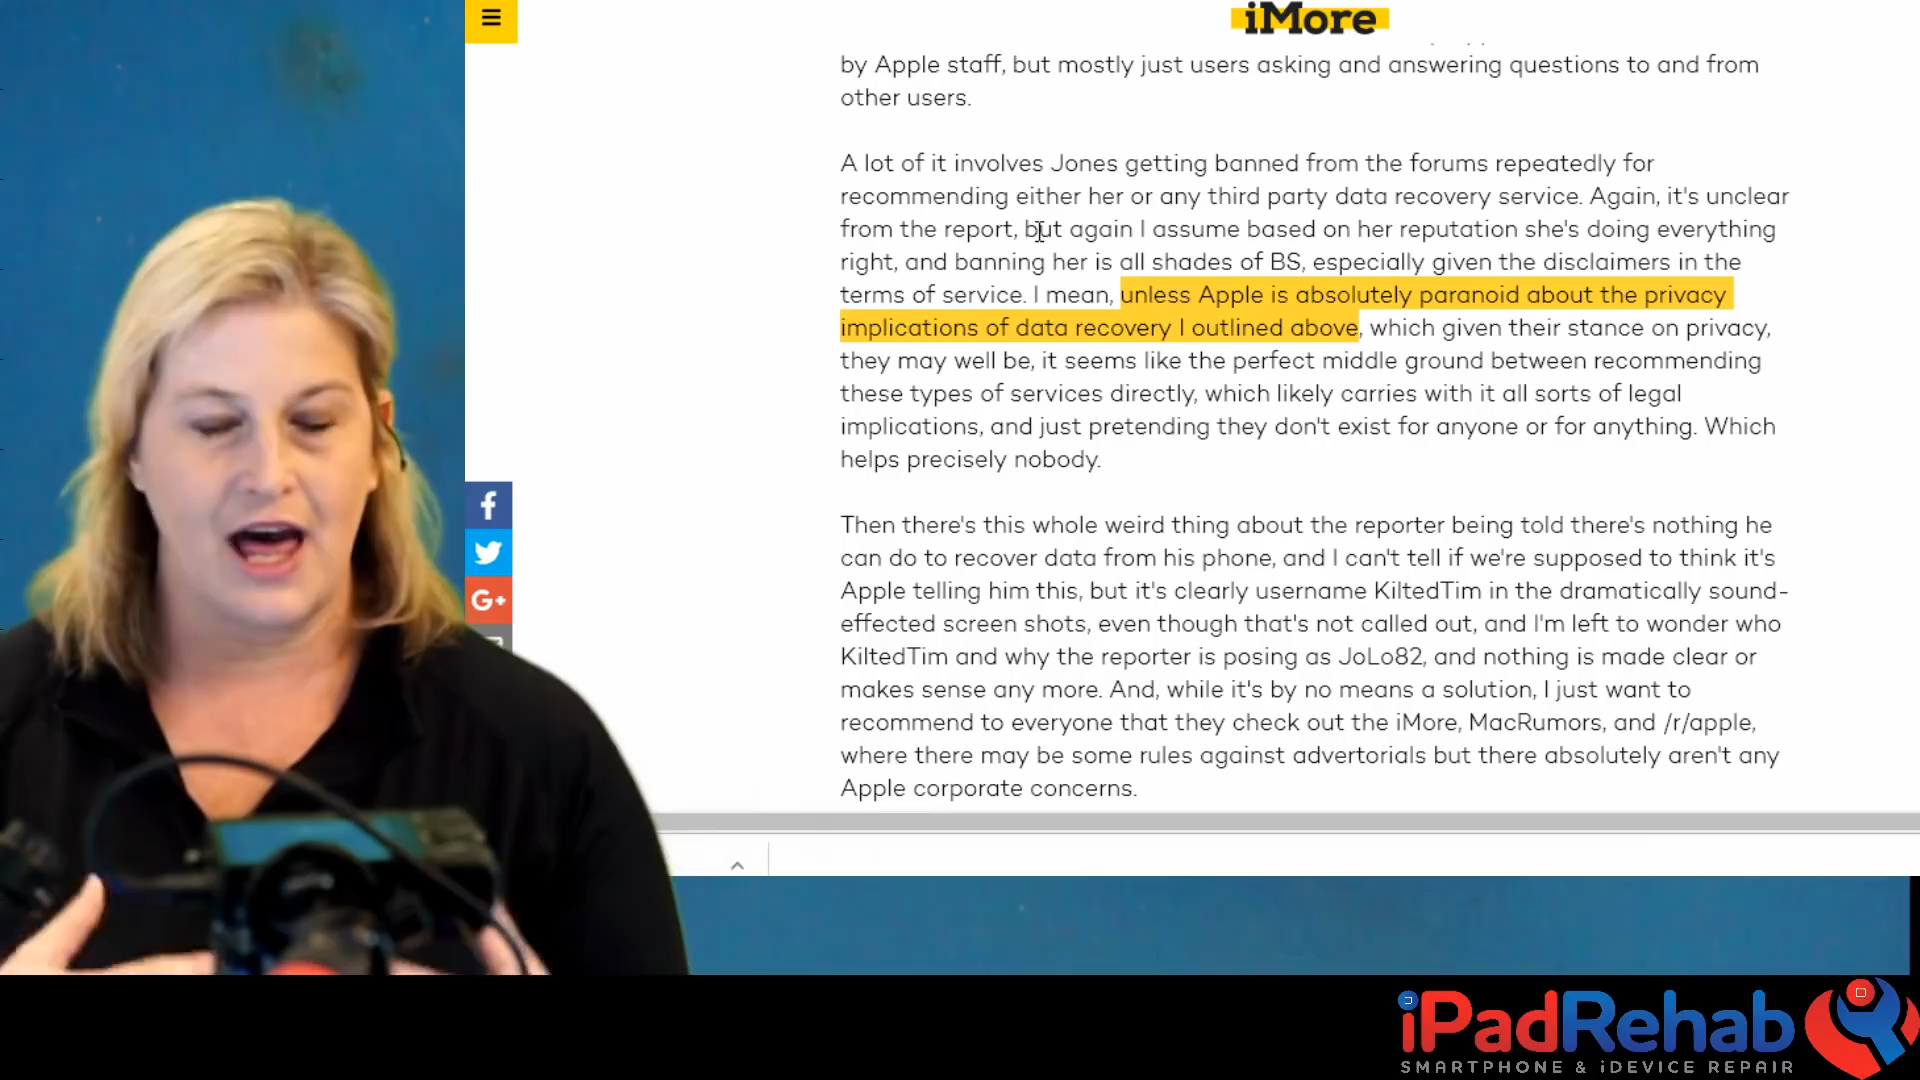 iMore
by Apple staff, but mostly just users asking and answering questions to and from
other users.
A lot of it involves Jones getting banned from the forums repeatedly for
recommending either her or any third party data recovery service. Again, it's unclear
from the report, but again I assume based on her reputation she's doing everything
right, and banning her is all shades of BS, especially given the disclaimers in the
terms of service. I mean, unless Apple is absolutely paranoid about the privacy
implications of data recovery I outlined above, which given their stance on privacy,
they may well be, it seems like the perfect middle ground between recommending
these types of services directly, which likely carries with it all sorts of legal
implications, and just pretending they don't exist for anyone or for anything. Which
helps precisely nobody.
Then there's this whole weird thing about the reporter being told there's nothing he
can do to recover data from his phone, and I can't tell if we're supposed to think it's
Apple telling him this, but it's clearly username KiltedTim in the dramatically sound-
effected screen shots, even though that's not called out, and I'm left to wonder who
KiltedTim and why the reporter is posing as JoLo82, and nothing is made clear or
makes sense any more. And, while it's by no means a solution, I just want to
recommend to everyone that they check out the iMore, MacRumors, and /r/apple,
where there may be some rules against advertorials but there absolutely aren't any
Apple corporate concerns.
f
G+
iPadRehab
SMARTPHONE & iDEVICE REPAIR